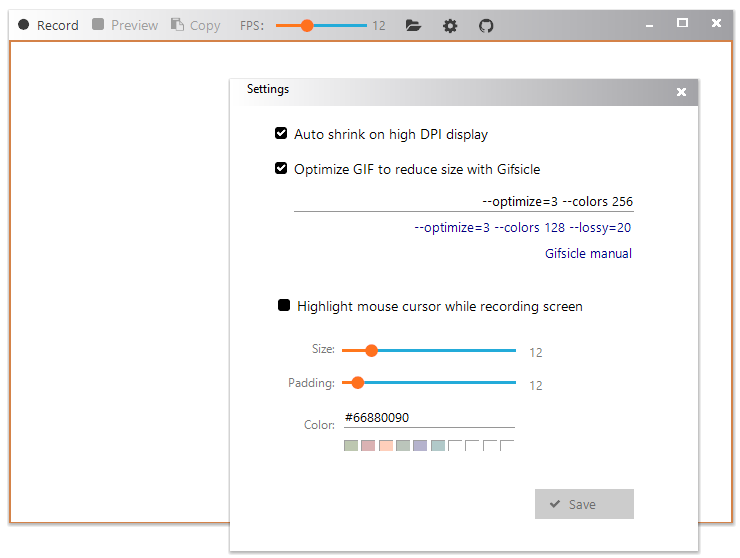 Record Preview Copy FPS: 12
Settings
Auto shrink on high DPI display
Optimize GIF to reduce size with Gifsicle
--optimize=3 --colors 256
--optimize=3 --colors 128 --lossy=20
Gifsicle manual
Highlight mouse cursor while recording screen
Size: 12
Padding: 12
Color: #66880090
Save